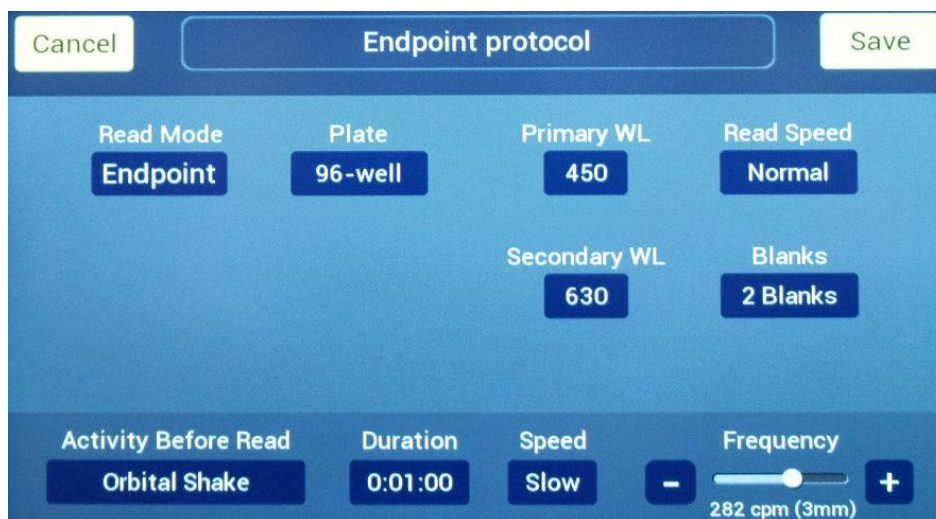 Cancel
Endpoint protocol
Save
Read Mode
Plate
Primary WL
Read Speed
Endpoint
96-well
450
Normal
Secondary WL
Blanks
630
2 Blanks
Activity Before Read
Duration
Speed
Frequency
Orbital Shake
0:01:00
Slow
-
+
282 cpm (3mm)